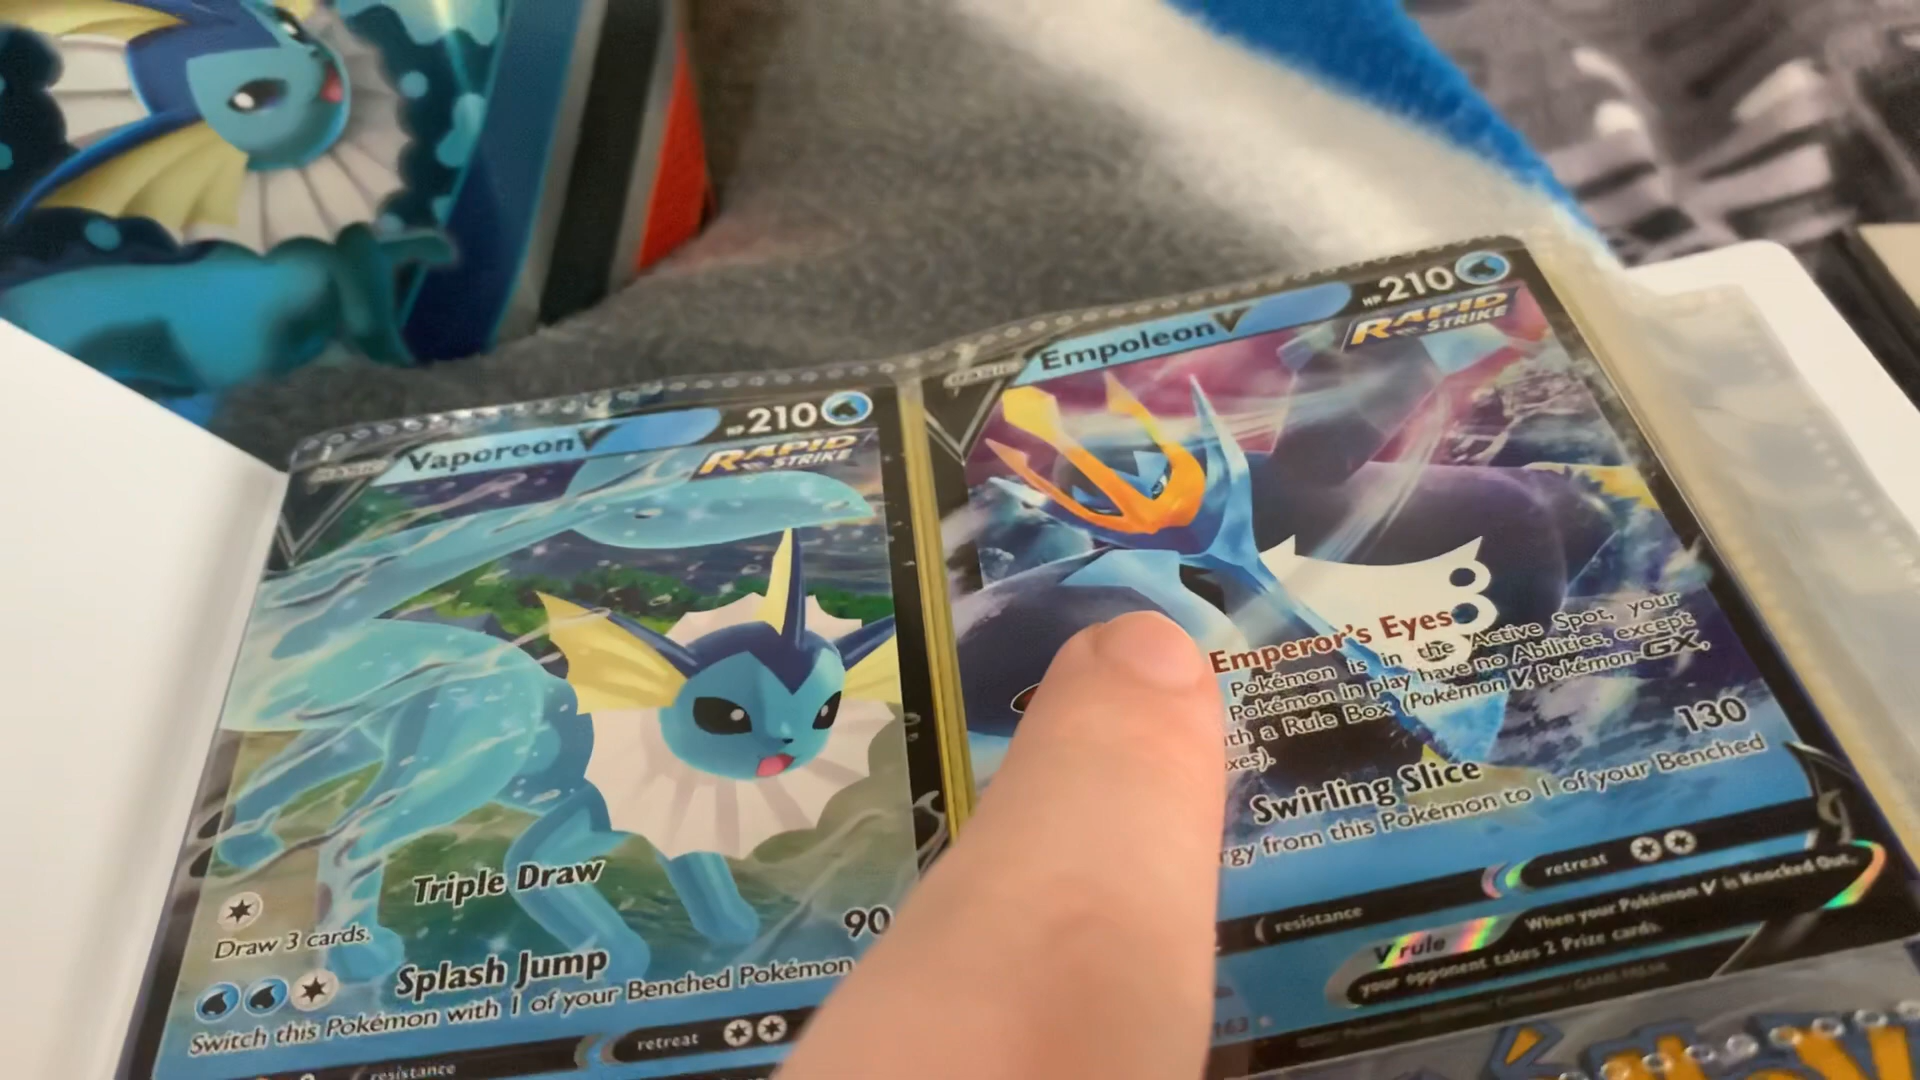 BASIC Vaporeon V HP 210
RAPID STRIKE
Triple Draw
Draw 3 cards.
Splash Jump 90
Switch this Pokémon with 1 of your Benched Pokémon
resistance
retreat
BASIC Empoleon V HP 210
RAPID STRIKE
Emperor's Eyes
Pokémon is in the Active Spot, your
Pokémon in play have no Abilities, except
a Rule Box (Pokémon V, Pokémon-GX,
Swirling Slice 130
from this Pokémon to 1 of your Benched
resistance
retreat
V rule
When your Pokémon V is Knocked Out,
your opponent takes 2 Prize cards.
163